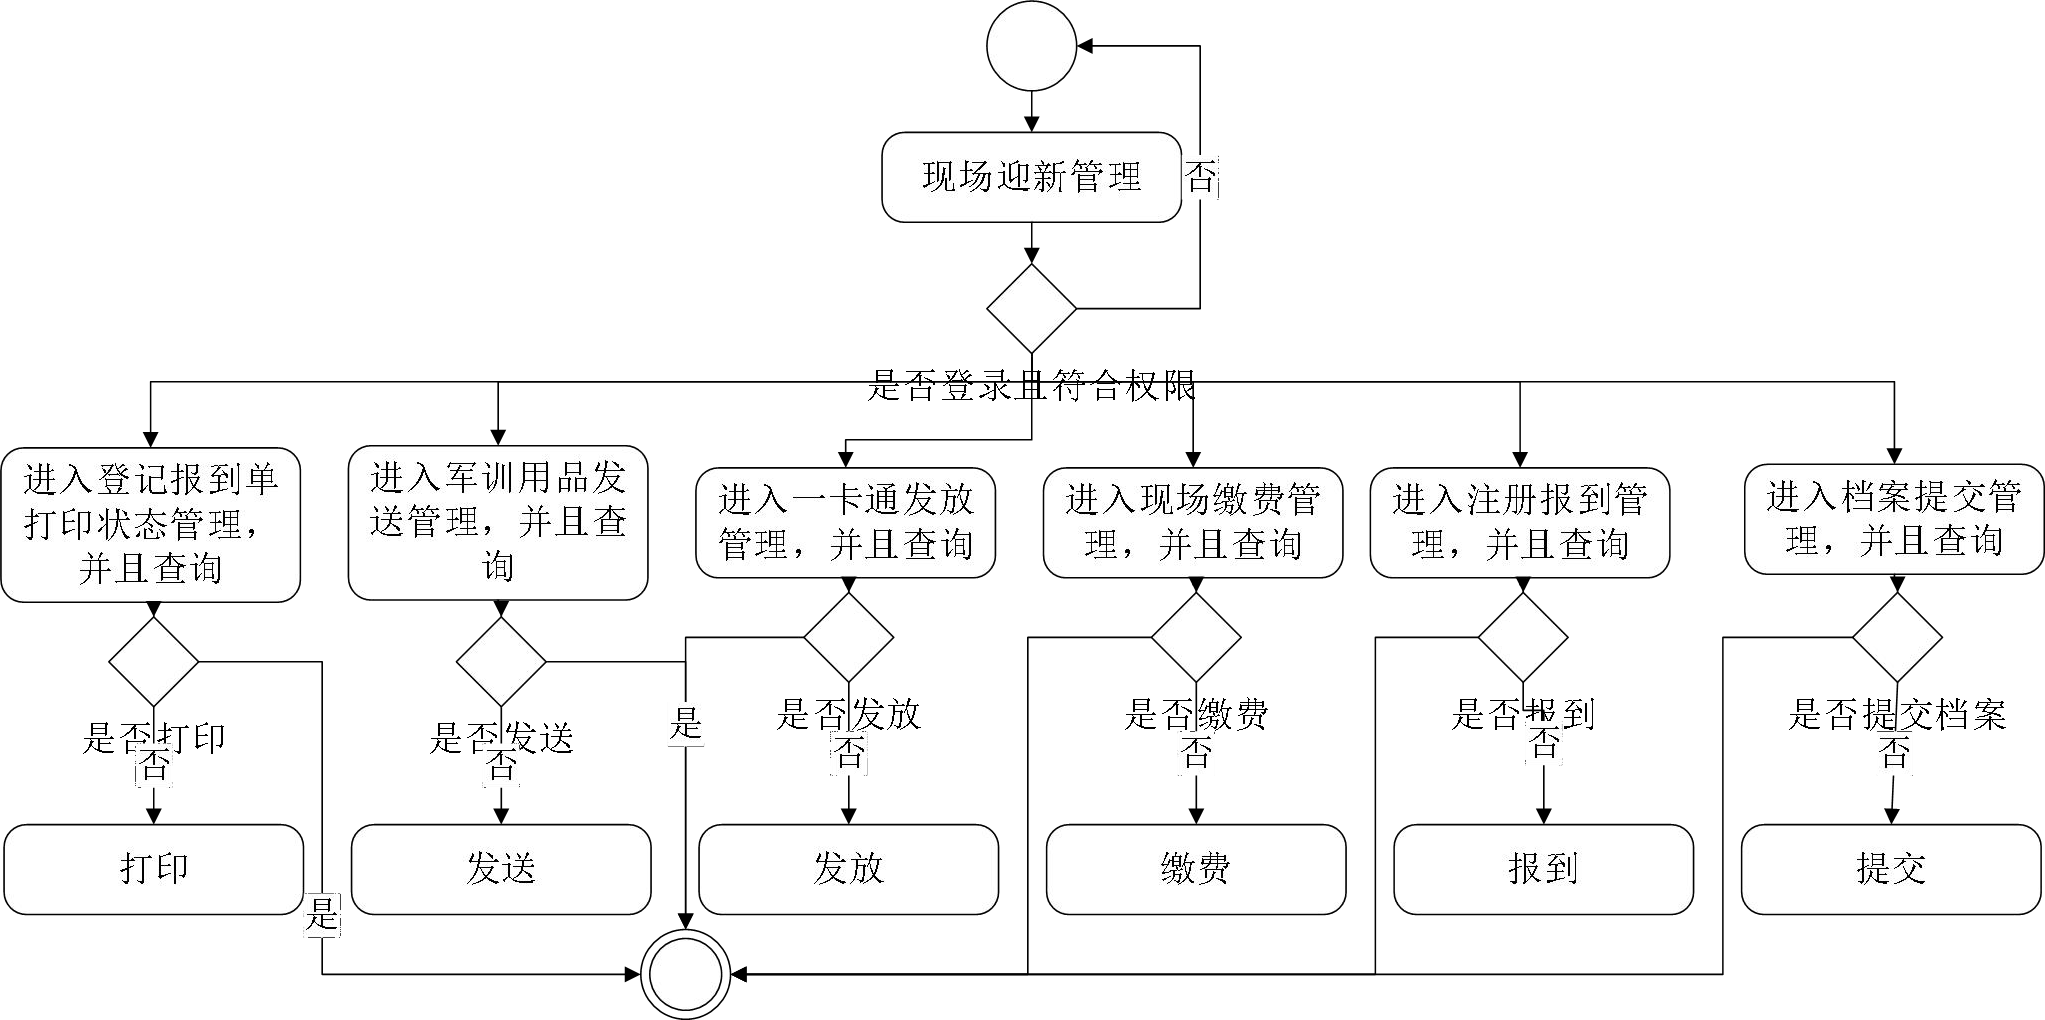 现场迎新管理
否
是否登录且符合权限
进入登记报到单
打印状态管理，
并且查询
进入军训用品发
送管理，并且查
询
进入一卡通发放
管理，并且查询
进入现场缴费管
理，并且查询
进入注册报到管
理，并且查询
进入档案提交管
理，并且查询
是否打印
否
是否发送
否
是
是否发放
否
是否缴费
否
是否报到
否
是否提交档案
否
打印
发送
发放
缴费
报到
提交
是